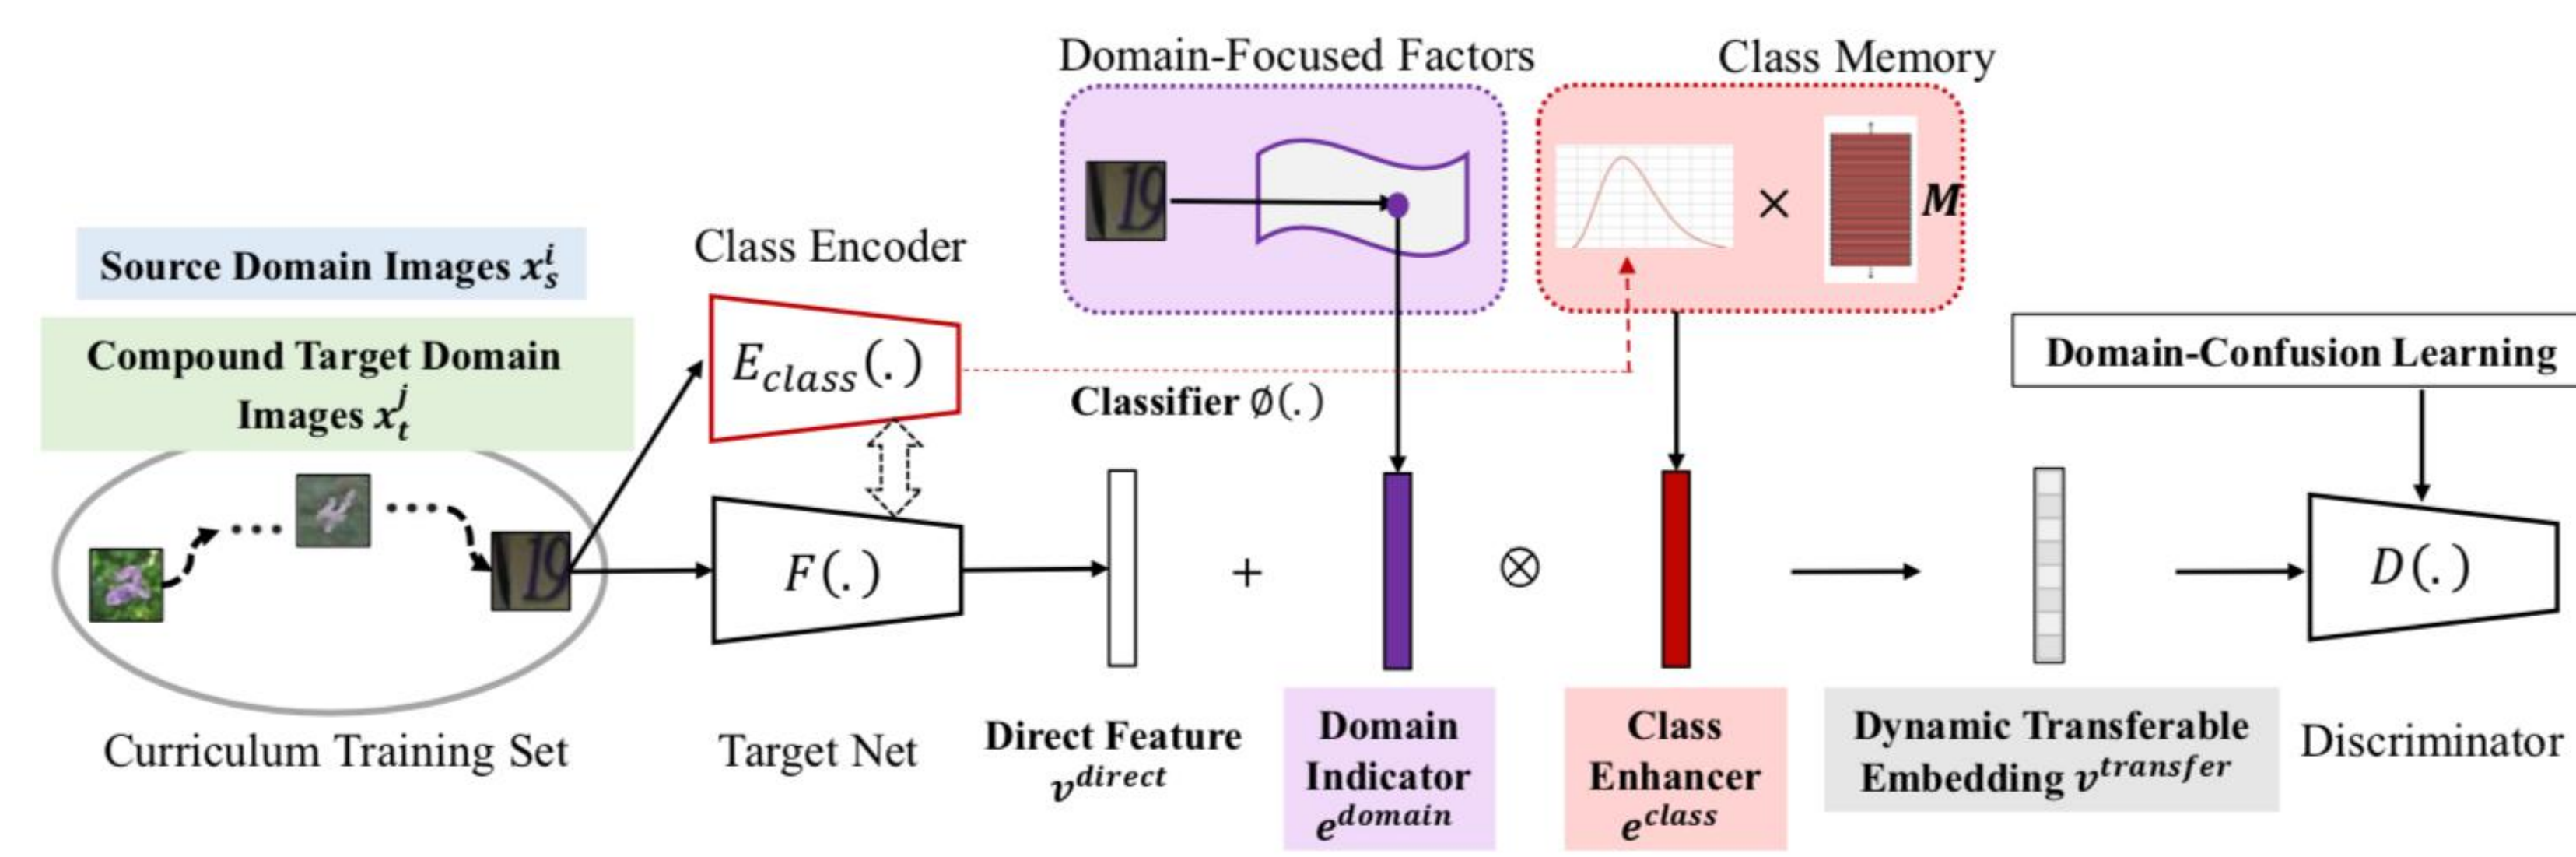 Domain-Focused Factors
Class Memory
19
×
M
Source Domain Images x_s^i
Class Encoder
Compound Target Domain
Images x_t^j
E_class(.)
Classifier Ø(.)
Domain-Confusion Learning
19
F(.)
+
⊗
D(.)
Curriculum Training Set
Target Net
Direct Feature
v^direct
Domain
Indicator
e^domain
Class
Enhancer
e^class
Dynamic Transferable
Embedding v^transfer
Discriminator